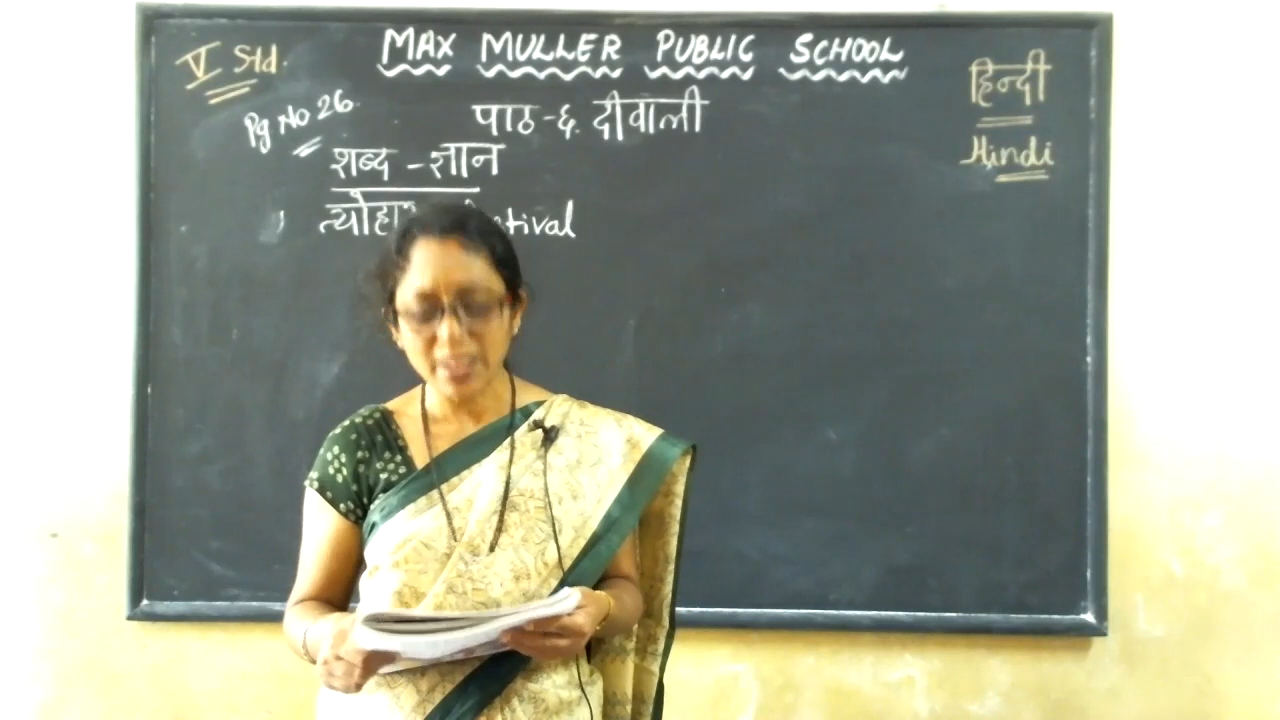 V Std.
MAX MULLER PUBLIC SCHOOL
हिन्दी
Hindi
Pg No 26
पाठ-६. दीवाली
शब्द - ज्ञान